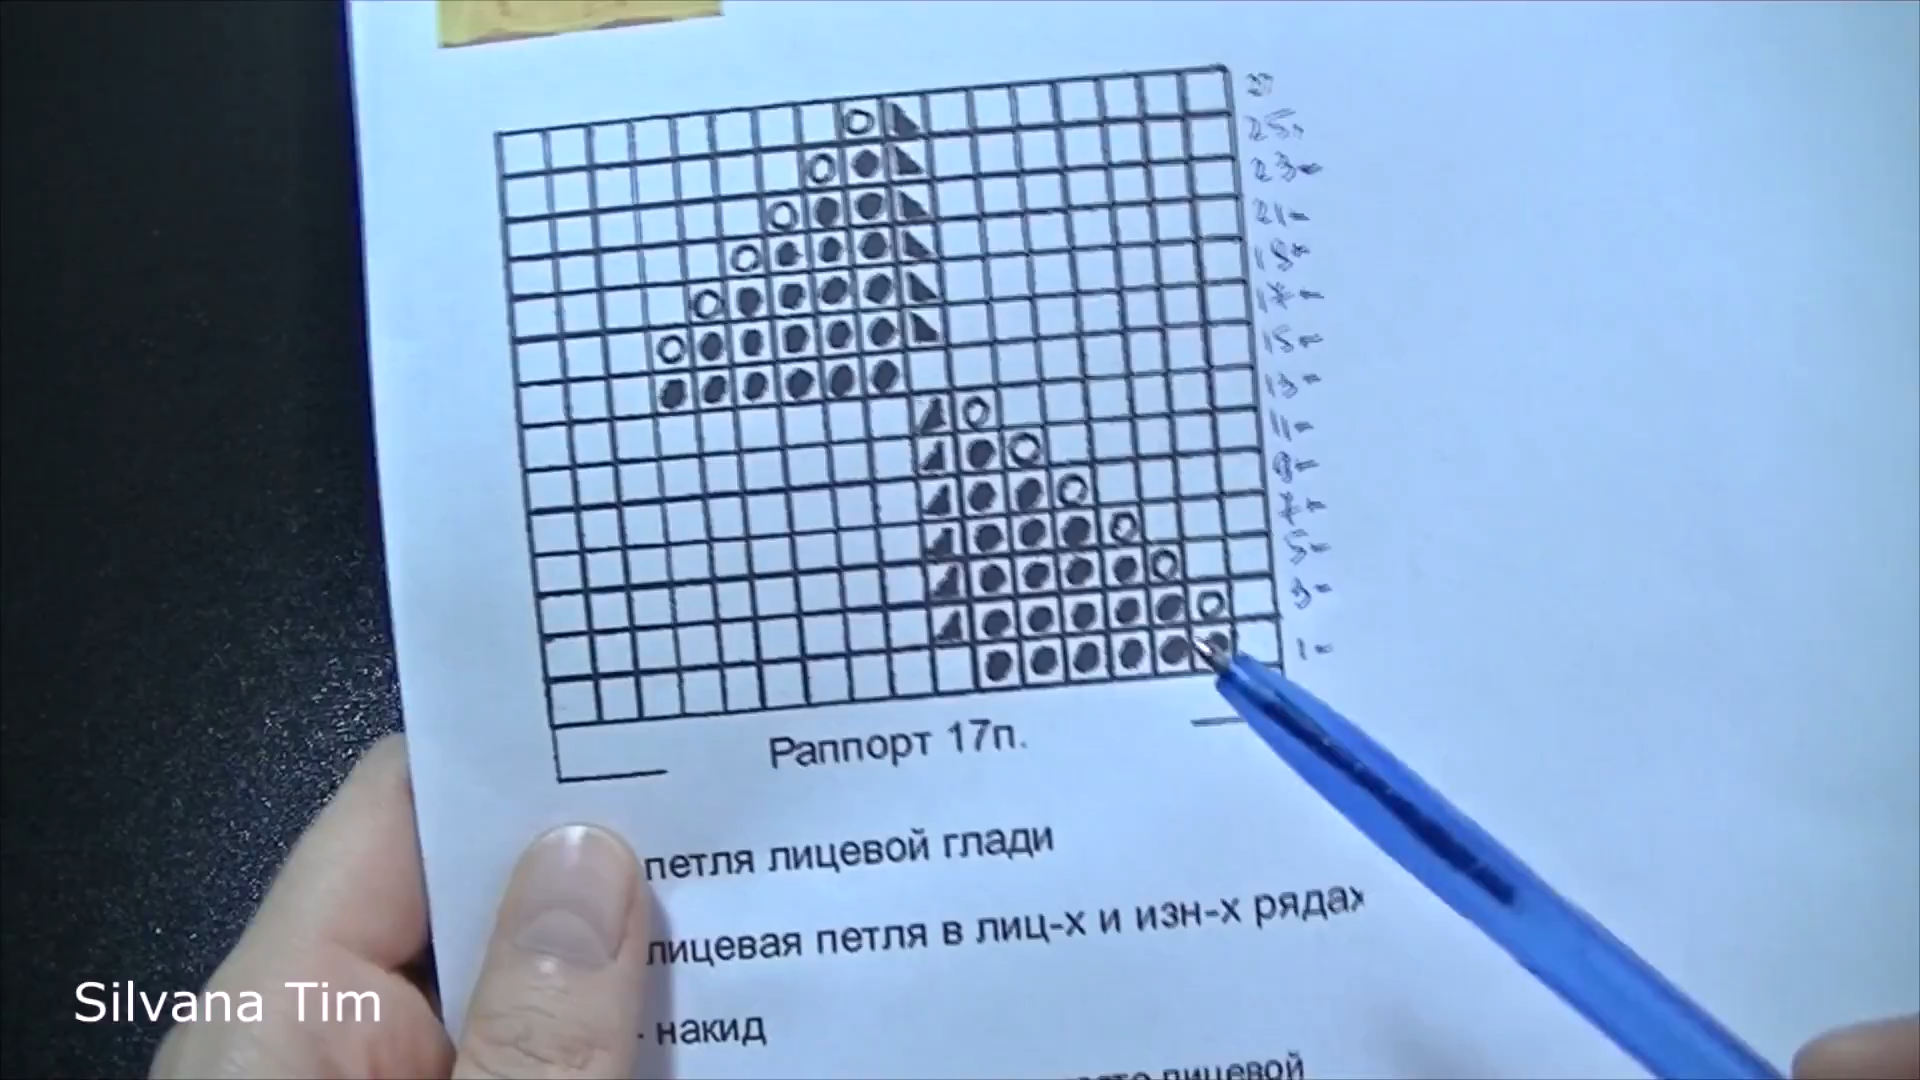 27
25-
23-
21-
19-
17-
15-
13-
11-
9-
7-
5-
3-
1-
Раппорт 17п.
петля лицевой глади
лицевая петля в лиц-х и изн-х рядах
- накид
лицевой
Silvana Tim